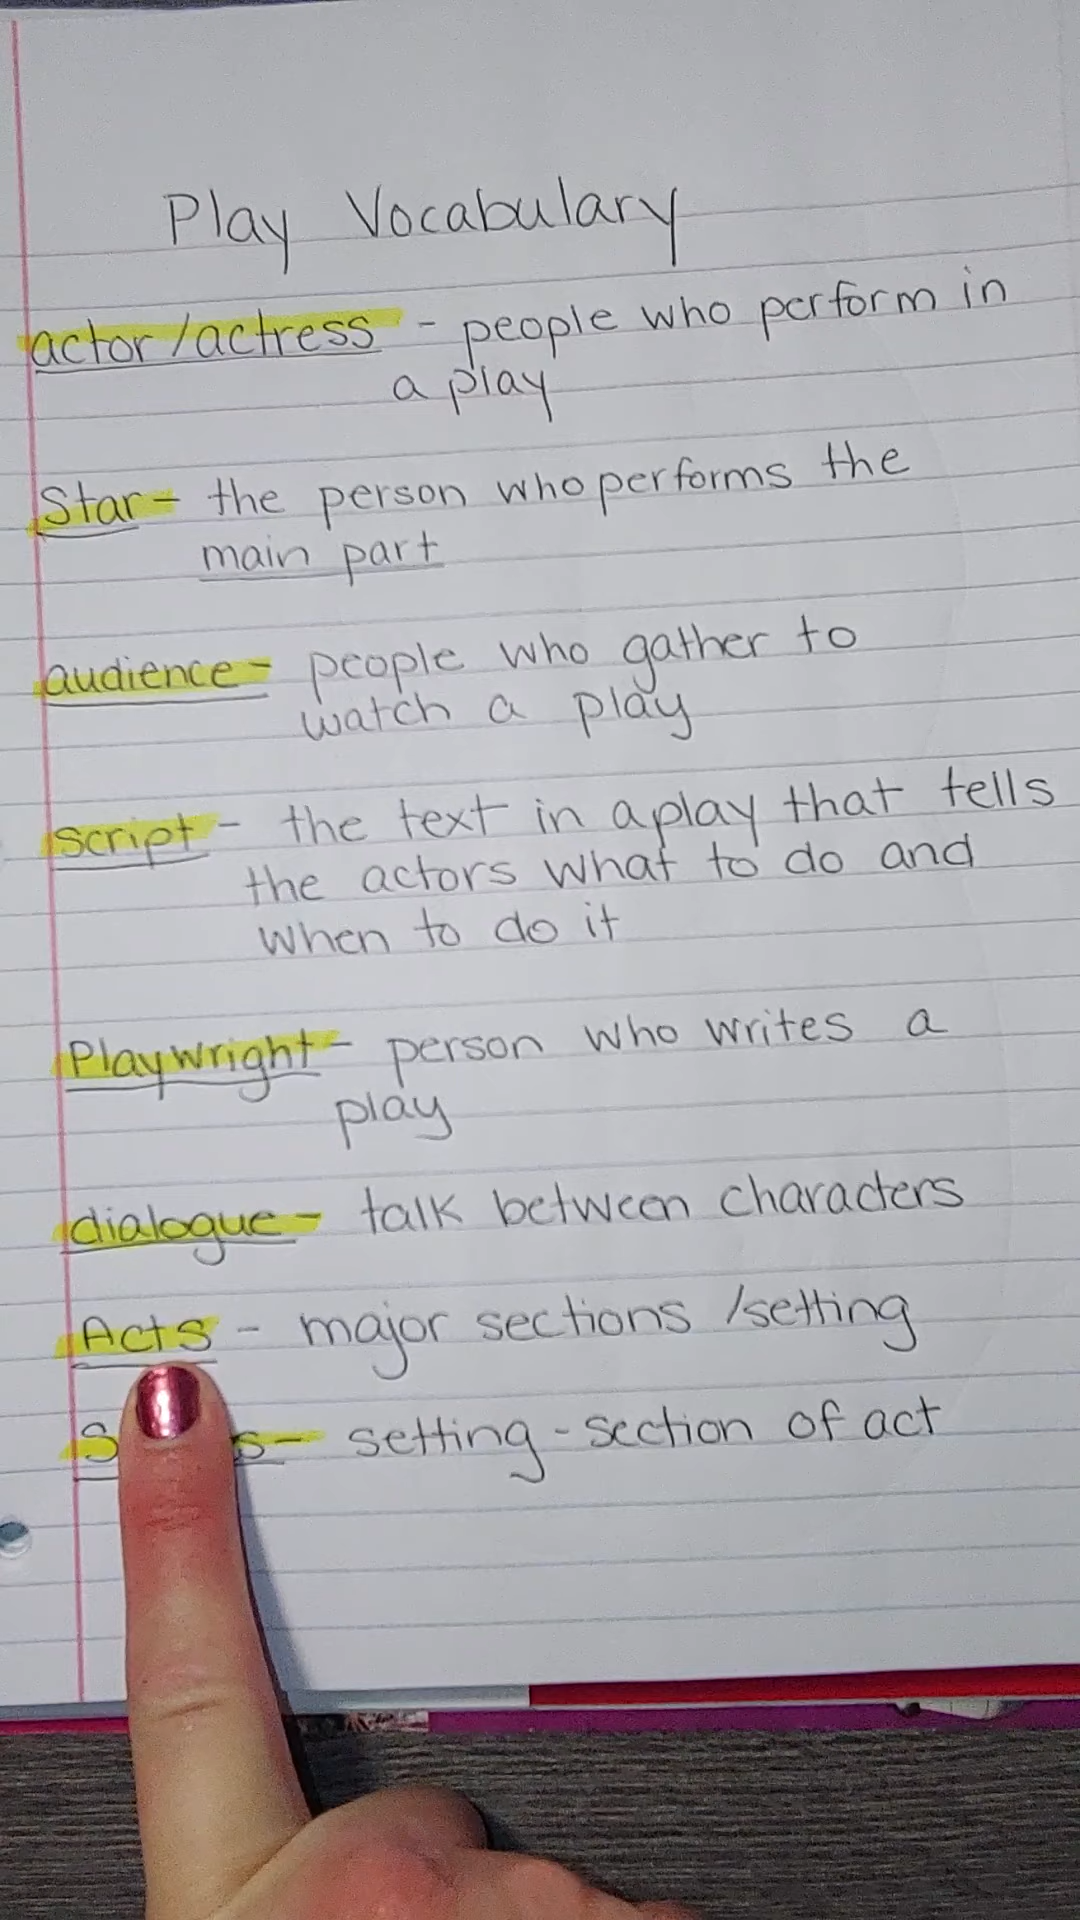 Play Vocabulary
actor/actress - people who perform in
a play
Star - the person who performs the
main part
audience - people who gather to
watch a play
script - the text in a play that tells
the actors what to do and
when to do it
Playwright - person who writes a
play
dialogue - talk between characters
Acts - major sections /setting
setting - section of act